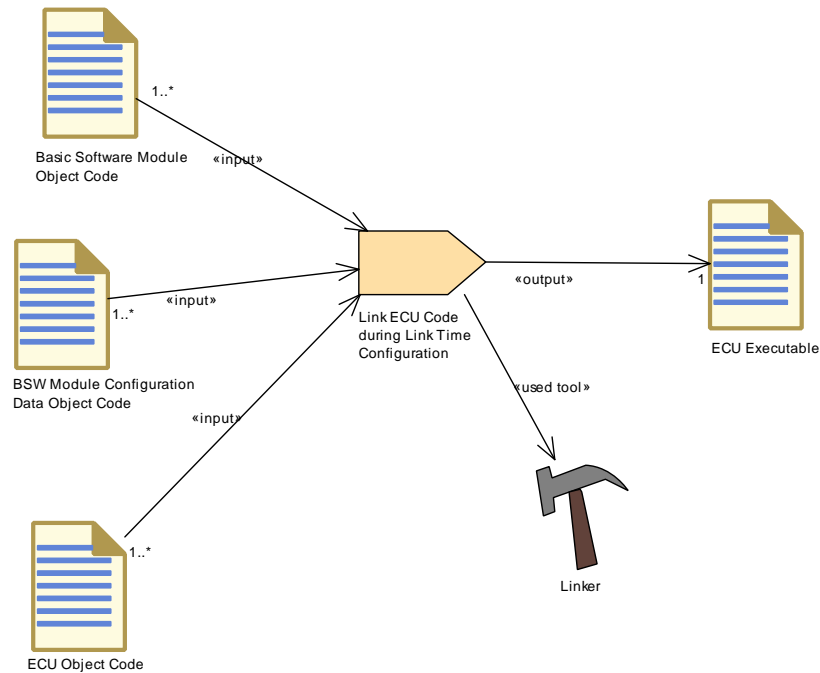 1..*
Basic Software Module
Object Code
«input»
«input»
1..*
BSW Module Configuration
Data Object Code
«input»
1..*
ECU Object Code
Link ECU Code
during Link Time
Configuration
«output»
1
ECU Executable
«used tool»
Linker